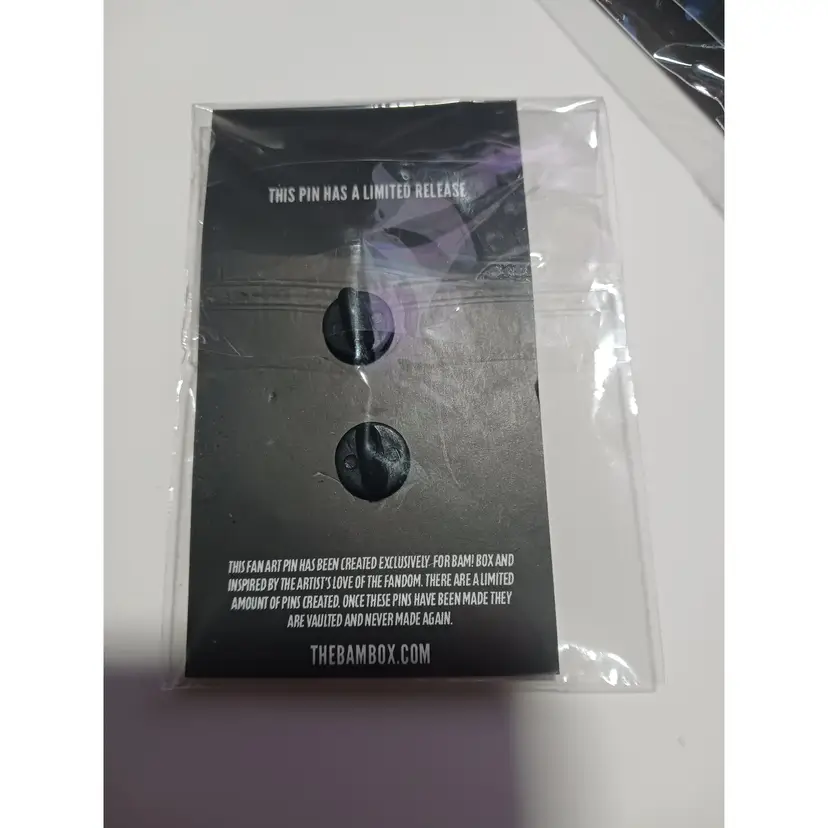 THIS PIN HAS A LIMITED RELEASE
THIS FAN ART PIN HAS BEEN CREATED EXCLUSIVELY FOR BAM! BOX AND
INSPIRED BY THE ARTIST'S LOVE OF THE FANDOM. THERE ARE A LIMITED
AMOUNT OF PINS CREATED. ONCE THESE PINS HAVE BEEN MADE THEY
ARE VAULTED AND NEVER MADE AGAIN.
THEBAMBOX.COM